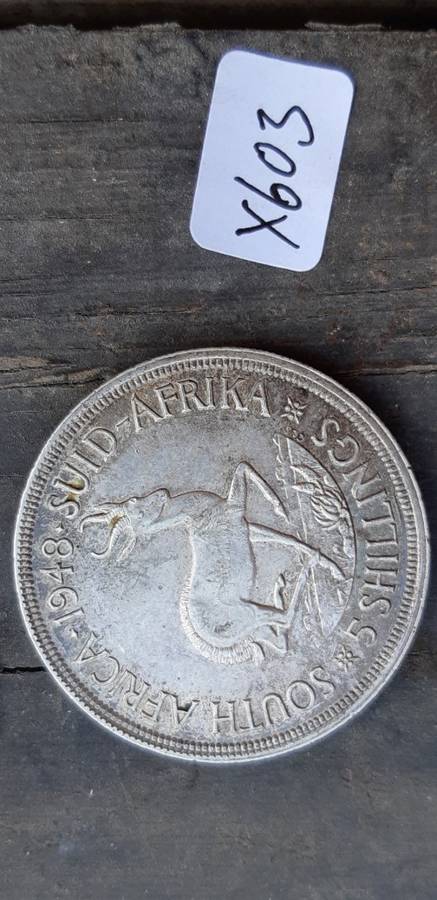 X603
SOUTH AFRICA-1948-SUID-AFRIKA
5 SHILLINGS